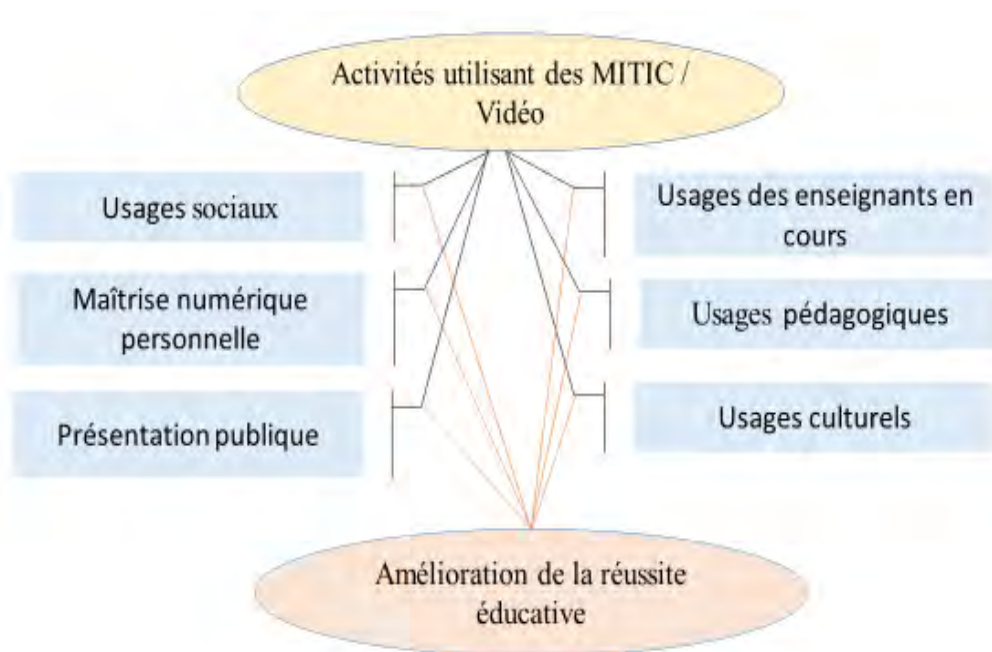 Activités utilisant des MITIC /
Vidéo
Usages sociaux
Maîtrise numérique
personnelle
Présentation publique
Usages des enseignants en
cours
Usages pédagogiques
Usages culturels
Amélioration de la réussite
éducative